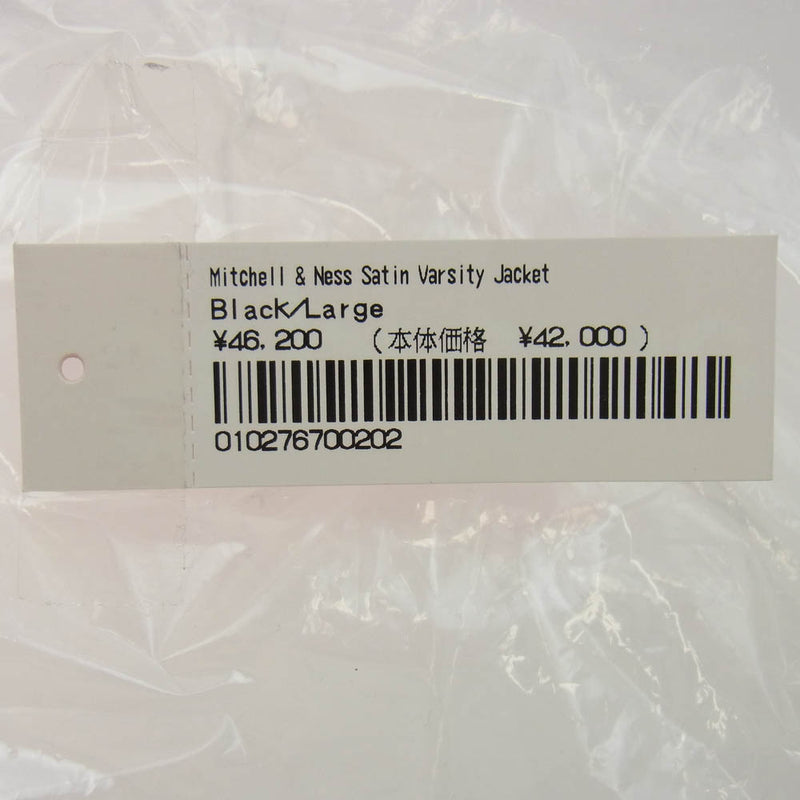 Mitchell & Ness Satin Varsity Jacket
Black/Large
¥46,200 (本体価格 ¥42,000)
010276700202